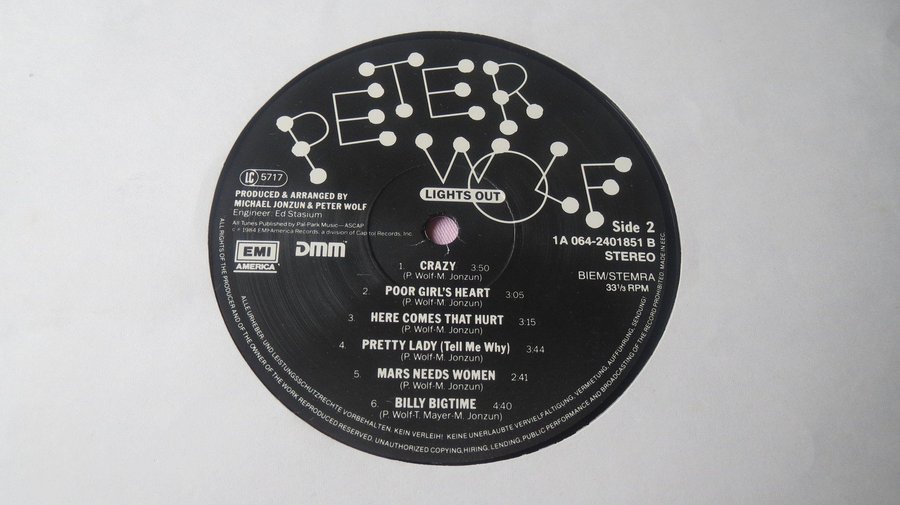 PETER
WOLF
LIGHTS OUT
LC 5717
PRODUCED & ARRANGED BY
MICHAEL JONZUN & PETER WOLF
Engineer: Ed Stasium
All Tunes Published by Pal Park Music—ASCAP
℗ © 1984 EMI-America Records, a division of Capitol Records, Inc.
EMI
AMERICA
DMM
Side 2
1A 064-2401851 B
STEREO
BIEM/STEMRA
33⅓ RPM
1. CRAZY 3:50
(P. Wolf-M. Jonzun)
2. POOR GIRL'S HEART 3:05
(P. Wolf-M. Jonzun)
3. HERE COMES THAT HURT 3:15
(P. Wolf-M. Jonzun)
4. PRETTY LADY (Tell Me Why) 3:44
(P. Wolf-M. Jonzun)
5. MARS NEEDS WOMEN 2:41
(P. Wolf-M. Jonzun)
6. BILLY BIGTIME 4:40
(P. Wolf-T. Mayer-M. Jonzun)
ALLE URHEBER- UND LEISTUNGSSCHUTZRECHTE VORBEHALTEN. KEIN VERLEIH! KEINE UNERLAUBTE VERVIELFÄLTIGUNG, VERMIETUNG, AUFFÜHRUNG, SENDUNG!
ALL RIGHTS OF THE PRODUCER AND OF THE OWNER OF THE WORK REPRODUCED RESERVED. UNAUTHORIZED COPYING, HIRING, LENDING, PUBLIC PERFORMANCE AND BROADCASTING OF THE RECORD PROHIBITED. MADE IN EEC.